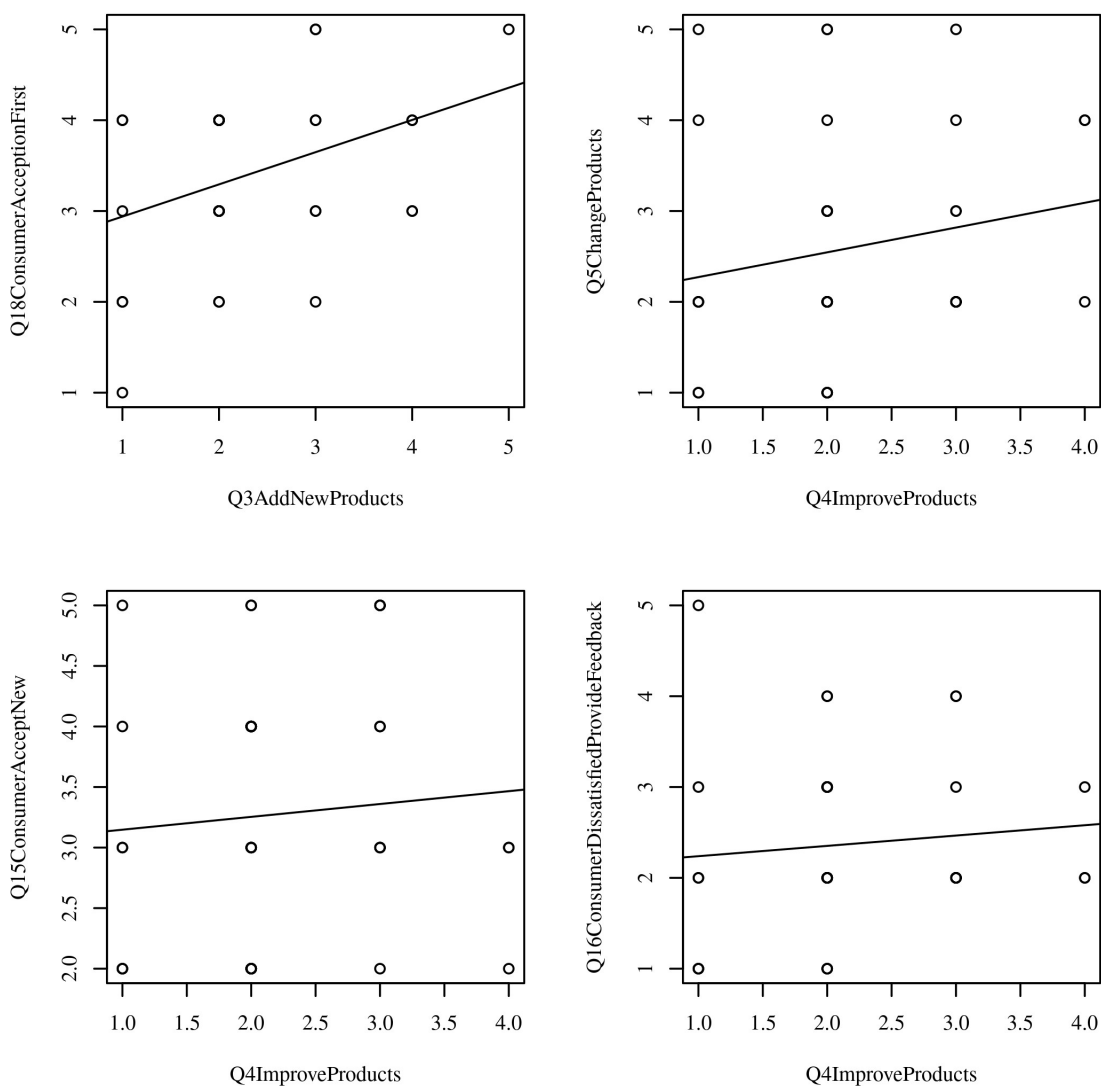 Q18ConsumerAcceptionFirst
5
4
3
2
1
1 2 3 4 5
Q3AddNewProducts
Q5ChangeProducts
5
4
3
2
1
1.0 1.5 2.0 2.5 3.0 3.5 4.0
Q4ImproveProducts
Q15ConsumerAcceptNew
5.0
4.5
4.0
3.5
3.0
2.5
2.0
1.0 1.5 2.0 2.5 3.0 3.5 4.0
Q4ImproveProducts
Q16ConsumerDissatisfiedProvideFeedback
5
4
3
2
1
1.0 1.5 2.0 2.5 3.0 3.5 4.0
Q4ImproveProducts